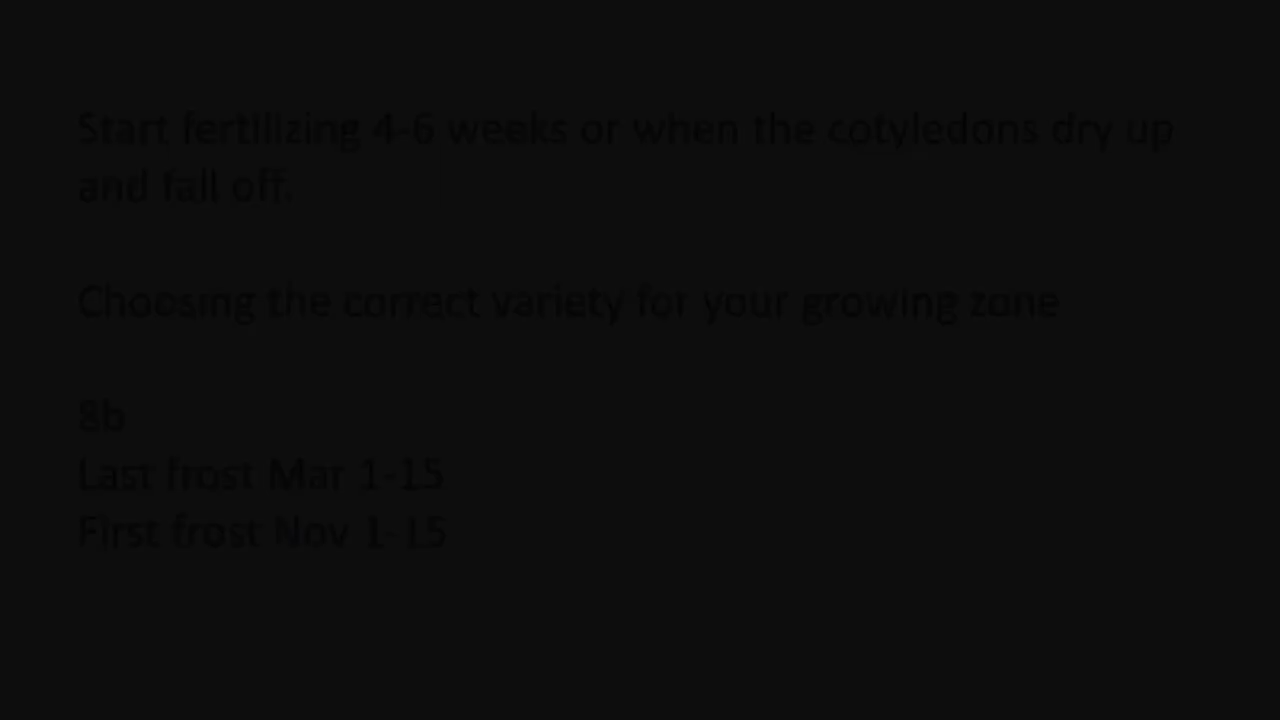 Start fertilizing 4-6 weeks or when the cotyledons dry up
and fall off.
Choosing the correct variety for your growing zone
8b
Last frost Mar 1-15
First frost Nov 1-15